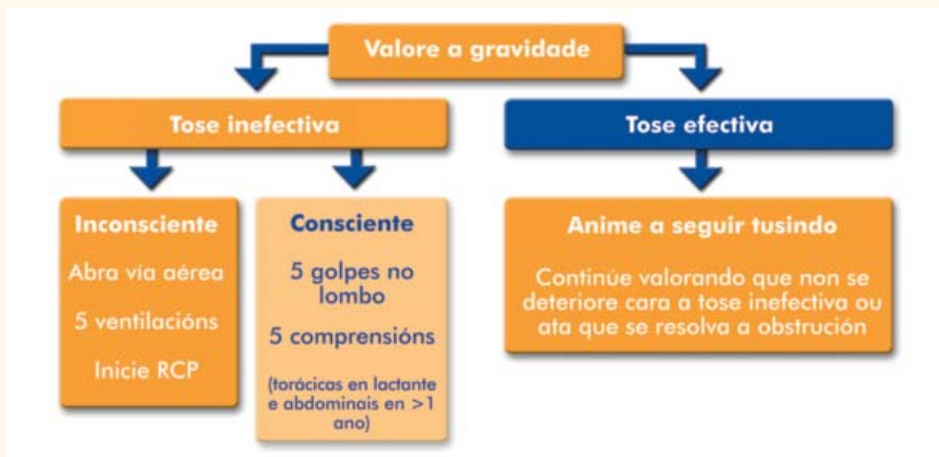 Valore a gravidade
Tose inefectiva
Tose efectiva
Inconsciente
Abra vía aérea
5 ventilacións
Inicie RCP
Consciente
5 golpes no
lombo
5 comprensións
(torácicas en lactante
e abdominais en >1
ano)
Anime a seguir tusindo
Continúe valorando que non se
deteriore cara a tose inefectiva ou
ata que se resolva a obstrución